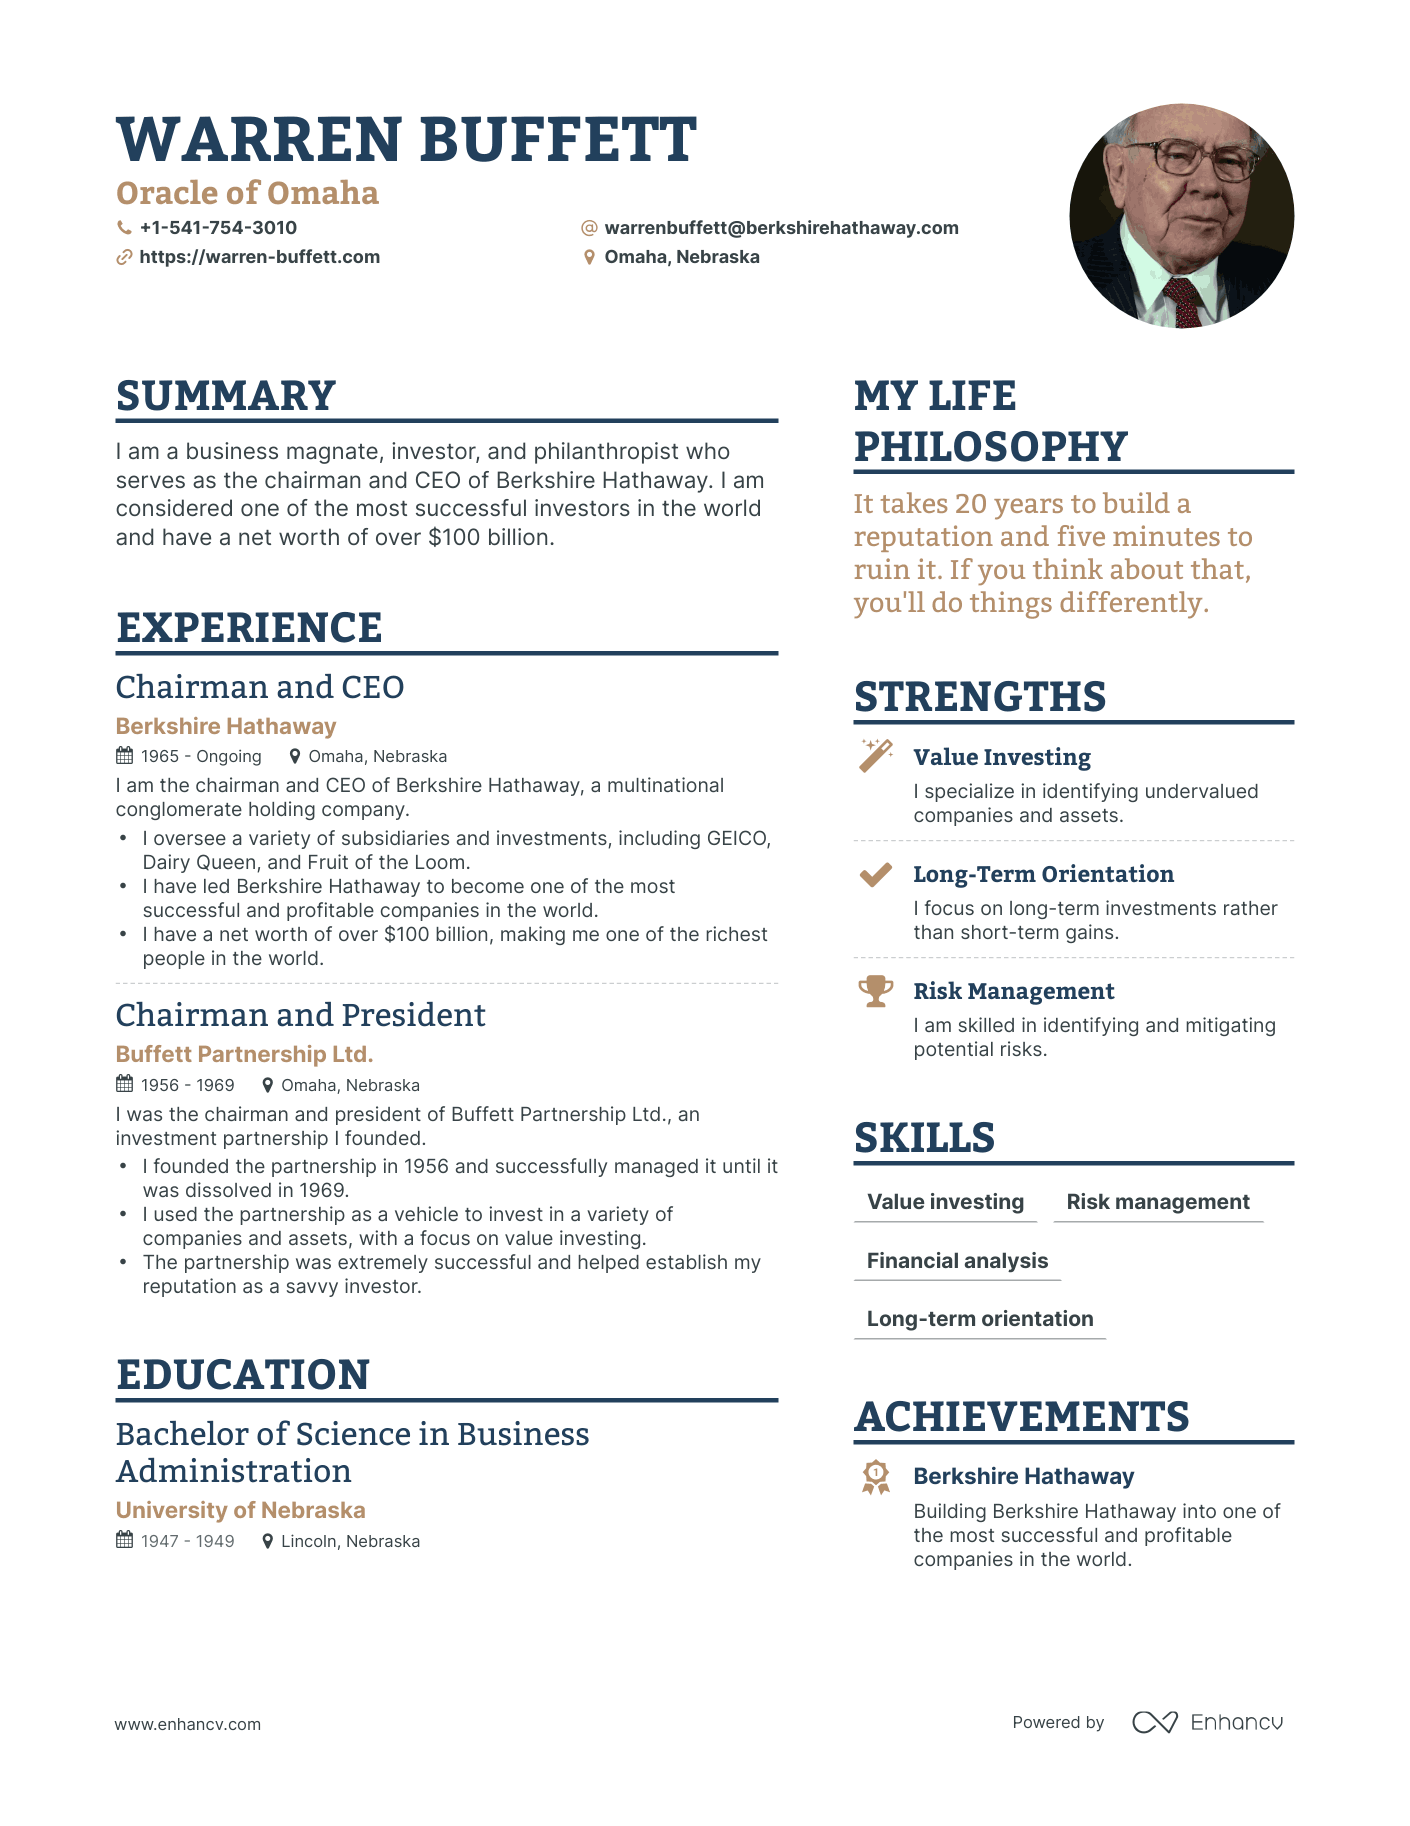 WARREN BUFFETT
Oracle of Omaha
+1-541-754-3010
warrenbuffett@berkshirehathaway.com
https://warren-buffett.com
Omaha, Nebraska
SUMMARY
I am a business magnate, investor, and philanthropist who
serves as the chairman and CEO of Berkshire Hathaway. I am
considered one of the most successful investors in the world
and have a net worth of over $100 billion.
EXPERIENCE
Chairman and CEO
Berkshire Hathaway
1965 - Ongoing Omaha, Nebraska
I am the chairman and CEO of Berkshire Hathaway, a multinational
conglomerate holding company.
• I oversee a variety of subsidiaries and investments, including GEICO,
Dairy Queen, and Fruit of the Loom.
• I have led Berkshire Hathaway to become one of the most
successful and profitable companies in the world.
• I have a net worth of over $100 billion, making me one of the richest
people in the world.
Chairman and President
Buffett Partnership Ltd.
1956 - 1969 Omaha, Nebraska
I was the chairman and president of Buffett Partnership Ltd., an
investment partnership I founded.
• I founded the partnership in 1956 and successfully managed it until it
was dissolved in 1969.
• I used the partnership as a vehicle to invest in a variety of
companies and assets, with a focus on value investing.
• The partnership was extremely successful and helped establish my
reputation as a savvy investor.
EDUCATION
Bachelor of Science in Business
Administration
University of Nebraska
1947 - 1949 Lincoln, Nebraska
MY LIFE
PHILOSOPHY
It takes 20 years to build a
reputation and five minutes to
ruin it. If you think about that,
you'll do things differently.
STRENGTHS
Value Investing
I specialize in identifying undervalued
companies and assets.
Long-Term Orientation
I focus on long-term investments rather
than short-term gains.
Risk Management
I am skilled in identifying and mitigating
potential risks.
SKILLS
Value investing Risk management
Financial analysis
Long-term orientation
ACHIEVEMENTS
1
Berkshire Hathaway
Building Berkshire Hathaway into one of
the most successful and profitable
companies in the world.
www.enhancv.com
Powered by Enhancv